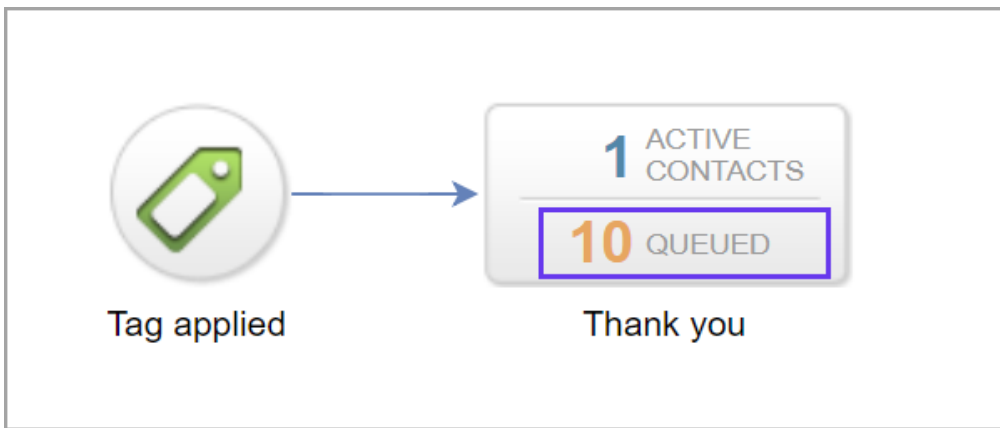 1 ACTIVE
CONTACTS
10 QUEUED
Tag applied
Thank you